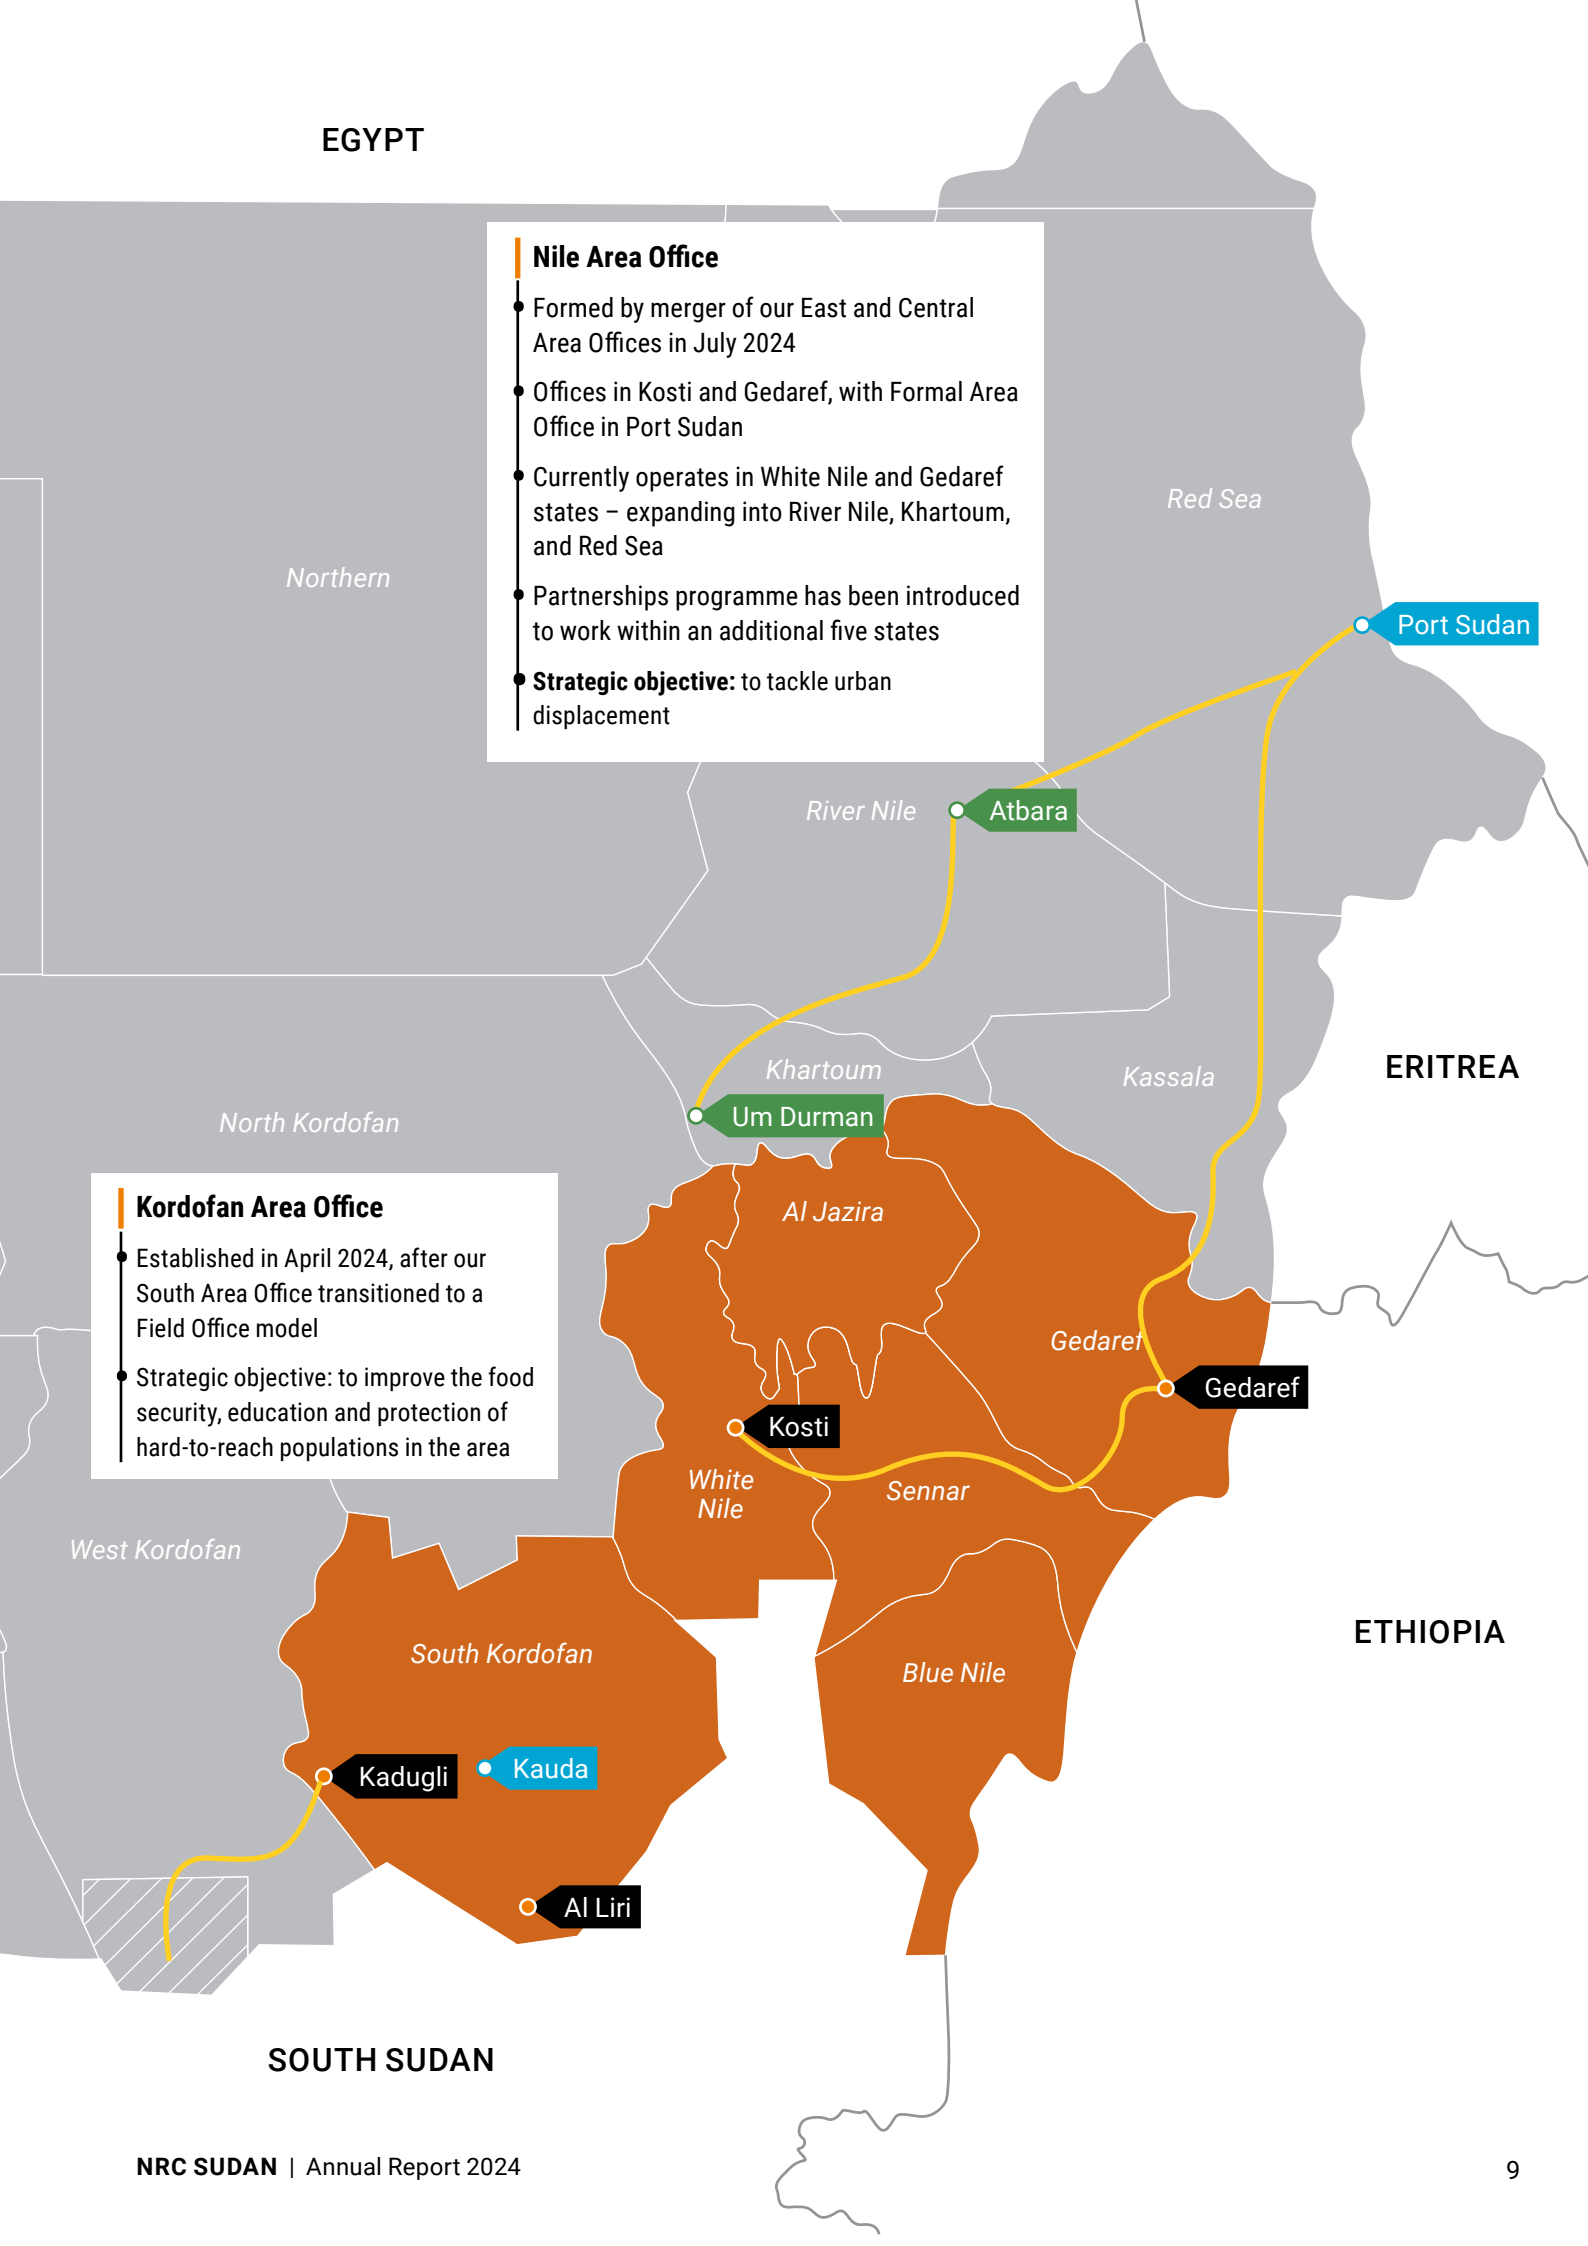 EGYPT
Nile Area Office
Formed by merger of our East and Central
Area Offices in July 2024
Offices in Kosti and Gedaref, with Formal Area
Office in Port Sudan
Currently operates in White Nile and Gedaref
states – expanding into River Nile, Khartoum,
and Red Sea
Partnerships programme has been introduced
to work within an additional five states
Strategic objective: to tackle urban
displacement
Red Sea
Northern
Port Sudan
River Nile
Atbara
Khartoum
Kassala
ERITREA
North Kordofan
Um Durman
Kordofan Area Office
Established in April 2024, after our
South Area Office transitioned to a
Field Office model
Strategic objective: to improve the food
security, education and protection of
hard-to-reach populations in the area
Al Jazira
Gedaref
Gedaref
Kosti
White
Nile
Sennar
West Kordofan
ETHIOPIA
South Kordofan
Blue Nile
Kadugli
Kauda
Al Liri
SOUTH SUDAN
NRC SUDAN | Annual Report 2024
9